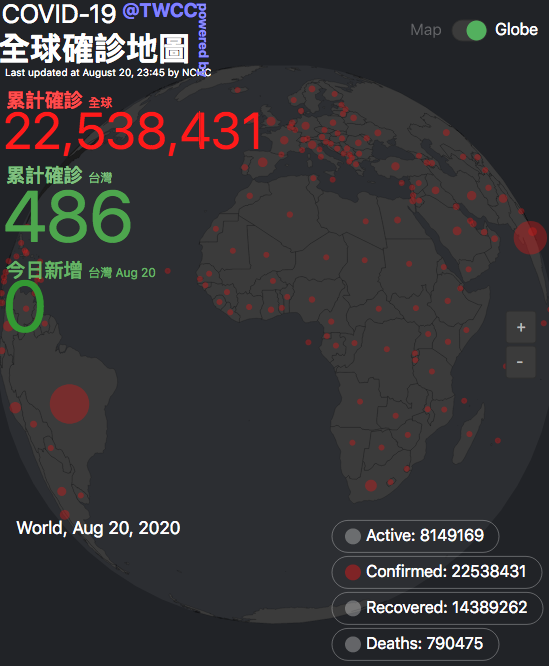 COVID-19 @TWCC
powered by
全球確診地圖
Last updated at August 20, 23:45 by NCHC
Map Globe
累計確診 全球
22,538,431
累計確診 台灣
486
今日新增 台灣 Aug 20
0
+
-
World, Aug 20, 2020
Active: 8149169
Confirmed: 22538431
Recovered: 14389262
Deaths: 790475